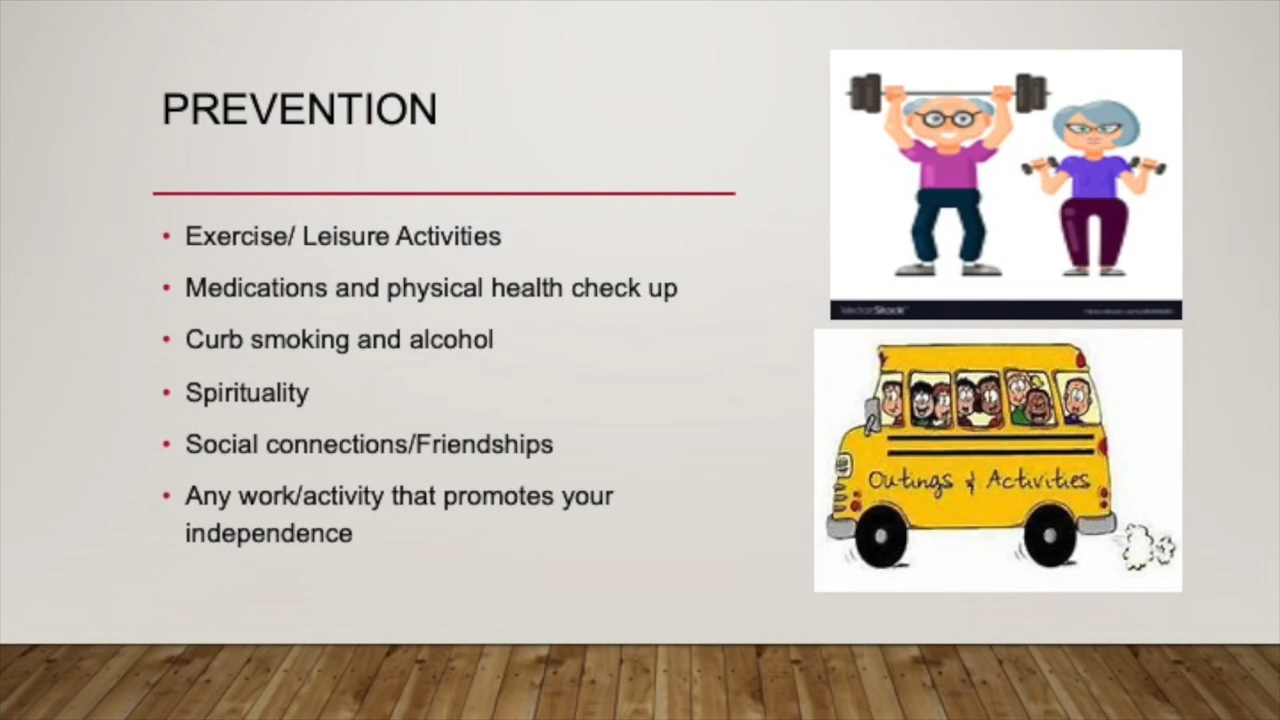 PREVENTION
• Exercise/ Leisure Activities
• Medications and physical health check up
• Curb smoking and alcohol
• Spirituality
• Social connections/Friendships
• Any work/activity that promotes your
independence
VectorStock
Outings & Activities